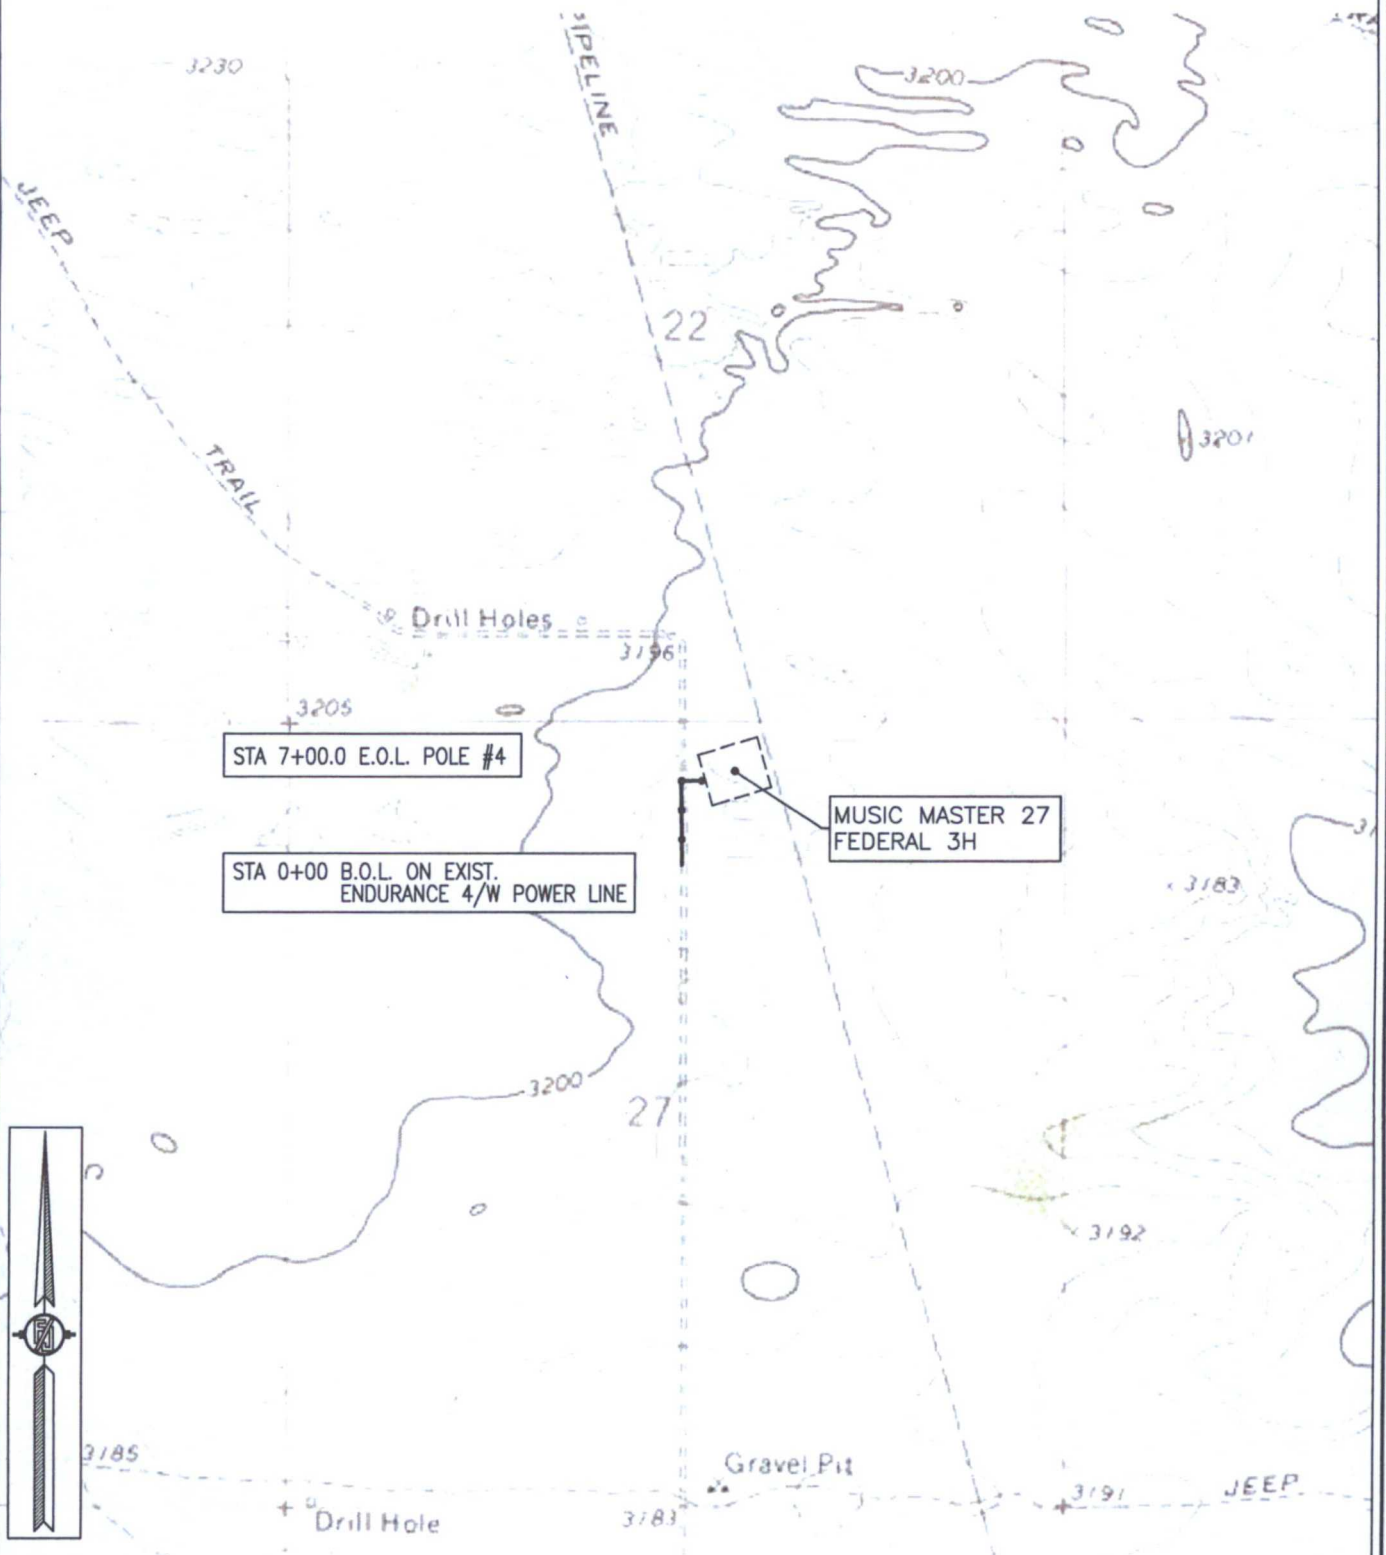 3230
PIPELINE
3200
JEEP
22
3201
TRAIL
Drill Holes
3196
3205
STA 7+00.0 E.O.L. POLE #4
MUSIC MASTER 27
FEDERAL 3H
STA 0+00 B.O.L. ON EXIST.
ENDURANCE 4/W POWER LINE
3183
3200
27
3192
3185
Gravel Pit
3191
JEEP
Drill Hole
3183